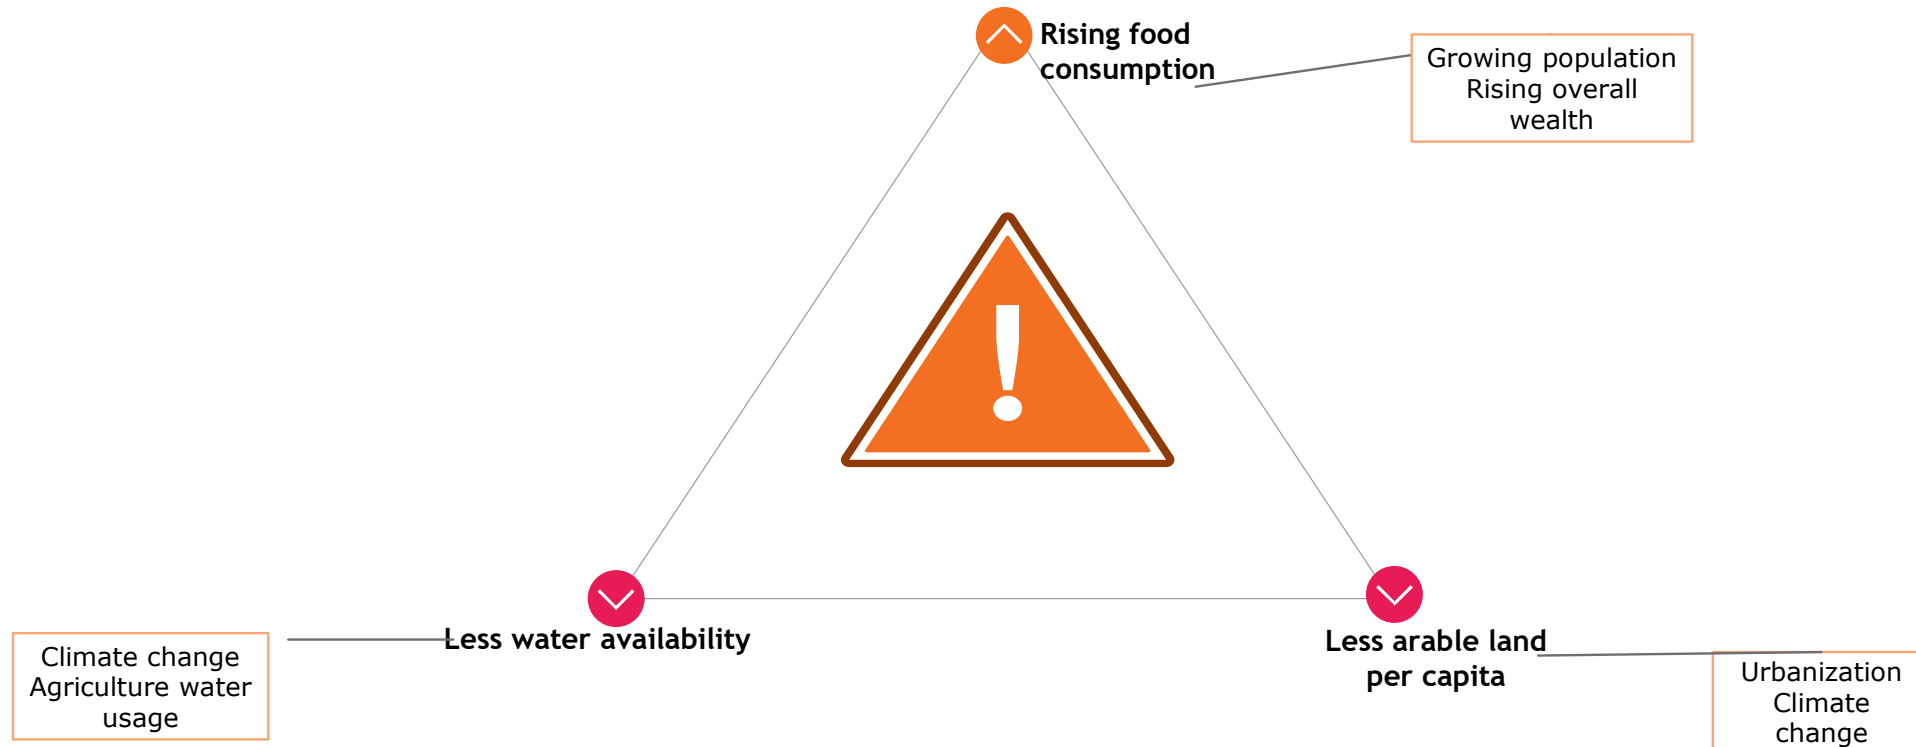 Rising food
consumption
Growing population
Rising overall
wealth
!
Less water availability
Climate change
Agriculture water
usage
Less arable land
per capita
Urbanization
Climate
change